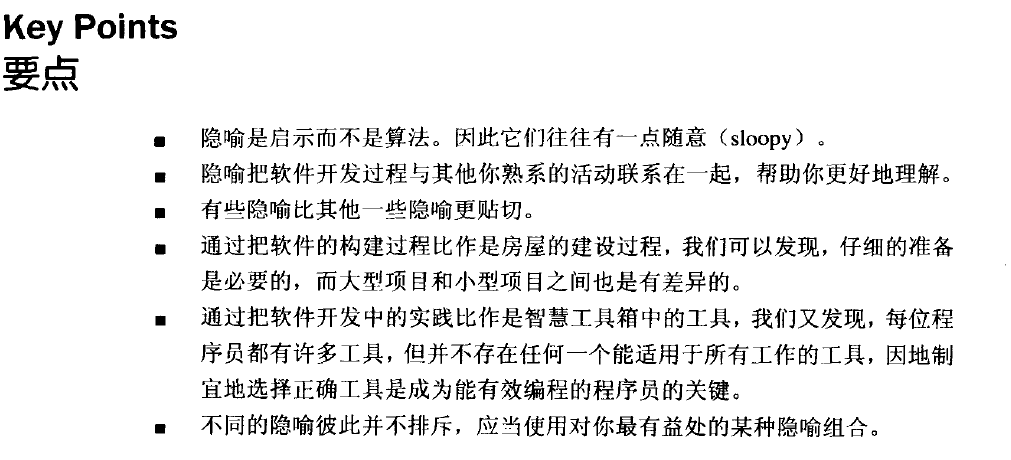 Key Points
要点
■ 隐喻是启示而不是算法。因此它们往往有一点随意（sloopy）。
■ 隐喻把软件开发过程与其他你熟系的活动联系在一起，帮助你更好地理解。
■ 有些隐喻比其他一些隐喻更贴切。
■ 通过把软件的构建过程比作是房屋的建设过程，我们可以发现，仔细的准备
是必要的，而大型项目和小型项目之间也是有差异的。
■ 通过把软件开发中的实践比作是智慧工具箱中的工具，我们又发现，每位程
序员都有许多工具，但并不存在任何一个能适用于所有工作的工具，因地制
宜地选择正确工具是成为能有效编程的程序员的关键。
■ 不同的隐喻彼此并不排斥，应当使用对你最有益处的某种隐喻组合。